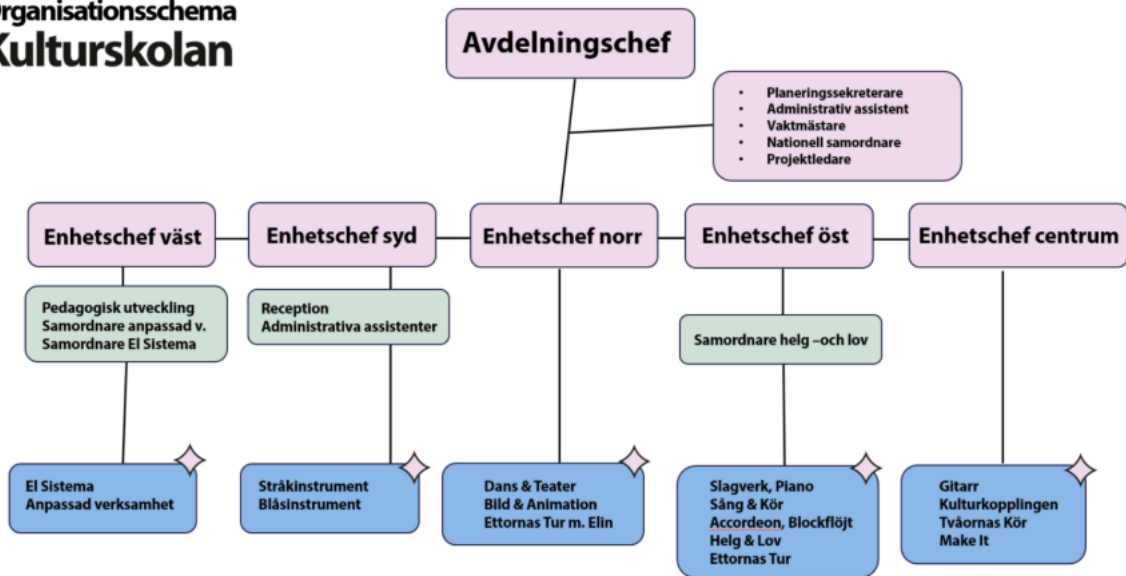 Organisationsschema
Kulturskolan
Avdelningschef
• Planeringssekreterare
• Administrativ assistent
• Vaktmästare
• Nationell samordnare
• Projektledare
Enhetschef väst
Enhetschef syd
Enhetschef norr
Enhetschef öst
Enhetschef centrum
Pedagogisk utveckling
Samordnare anpassad v.
Samordnare El Sistema
Reception
Administrativa assistenter
Samordnare helg –och lov
El Sistema
Anpassad verksamhet
Stråkinstrument
Blåsinstrument
Dans & Teater
Bild & Animation
Ettornas Tur m. Elin
Slagverk, Piano
Sång & Kör
Accordeon, Blockflöjt
Helg & Lov
Ettornas Tur
Gitarr
Kulturkopplingen
Tvåornas Kör
Make It